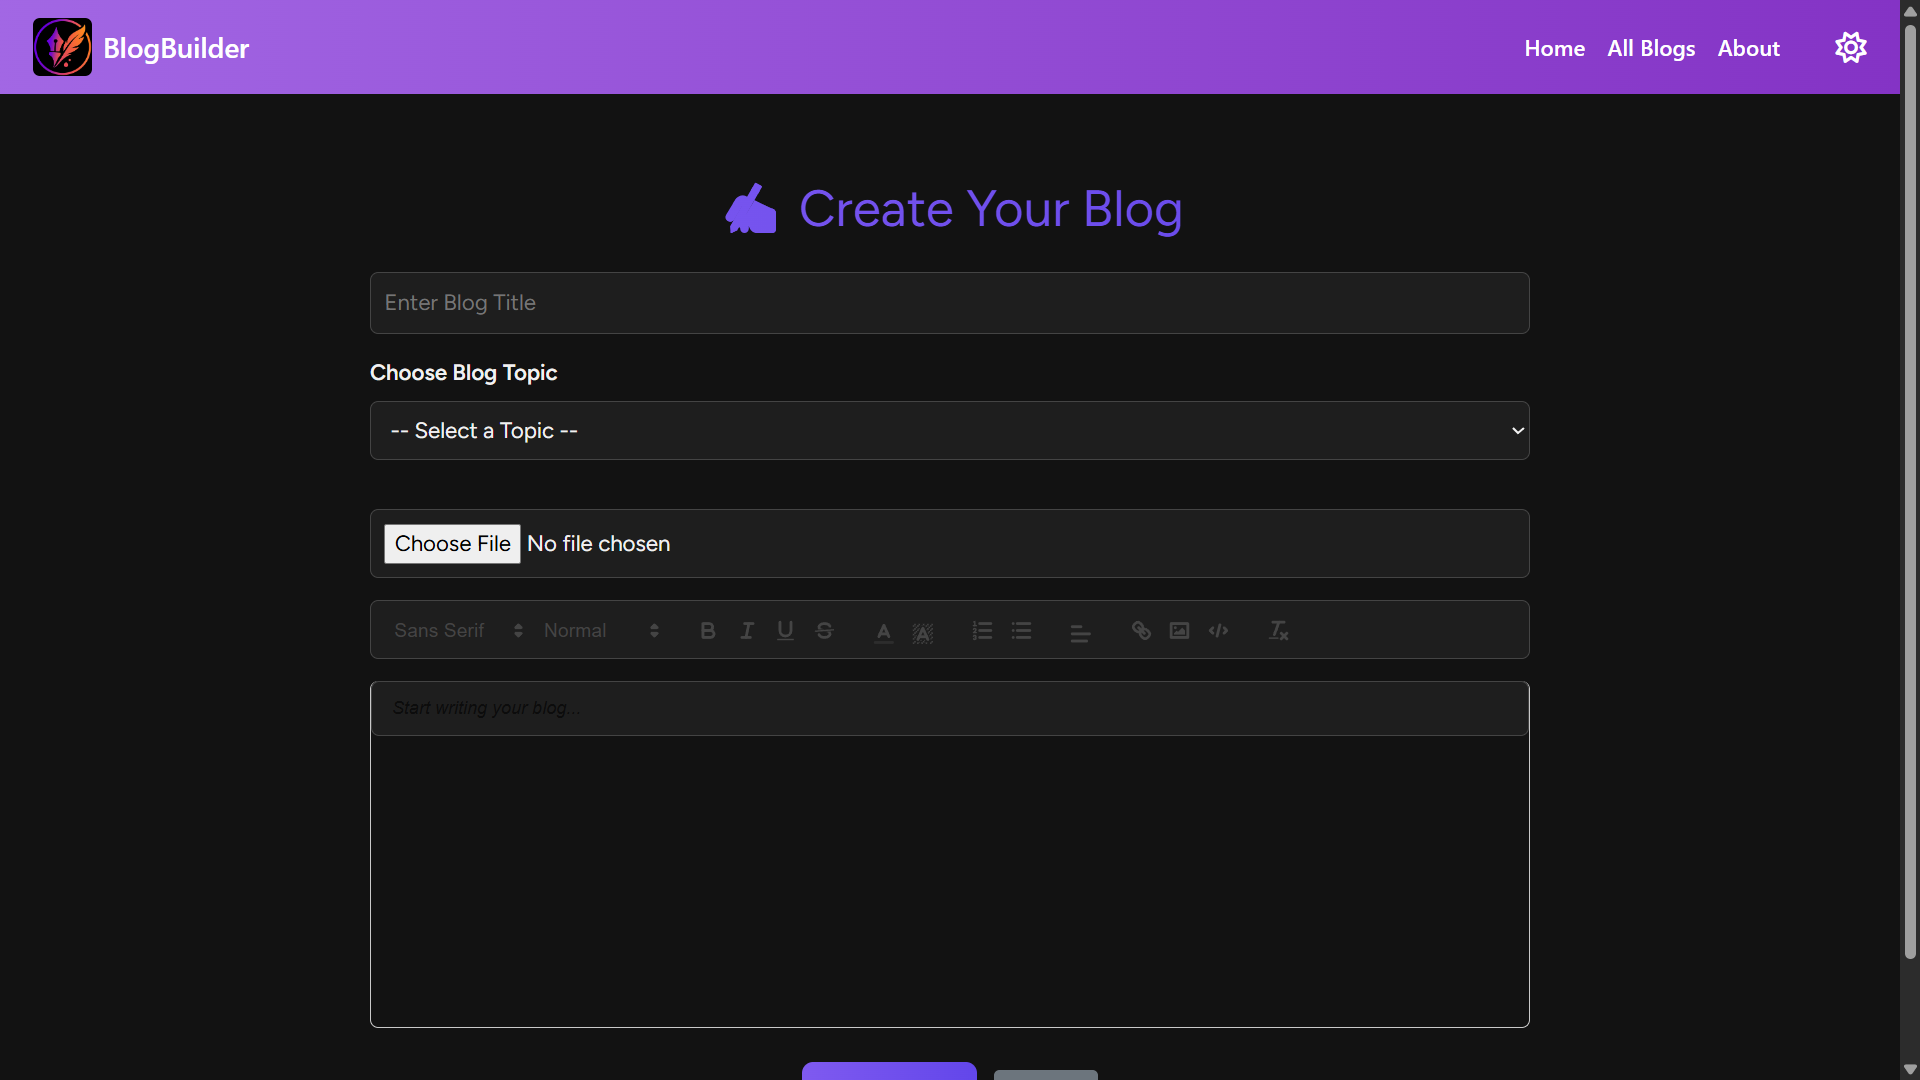 BlogBuilder
Home All Blogs About
Create Your Blog
Enter Blog Title
Choose Blog Topic
-- Select a Topic --
Choose File No file chosen
Sans Serif Normal
Start writing your blog...